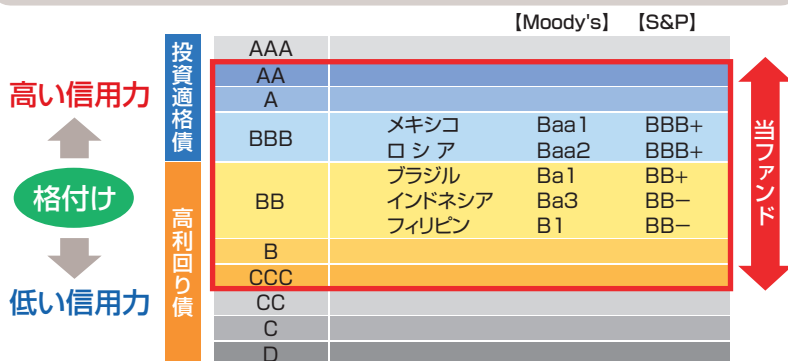 【Moody's】 【S&P】
投資適格債
高利回り債
高い信用力
格付け
低い信用力
AAA
AA
A
BBB
メキシコ Baa1 BBB+
ロシア Baa2 BBB+
BB
ブラジル Ba1 BB+
インドネシア Ba3 BB−
フィリピン B1 BB−
B
CCC
CC
C
D
当ファンド